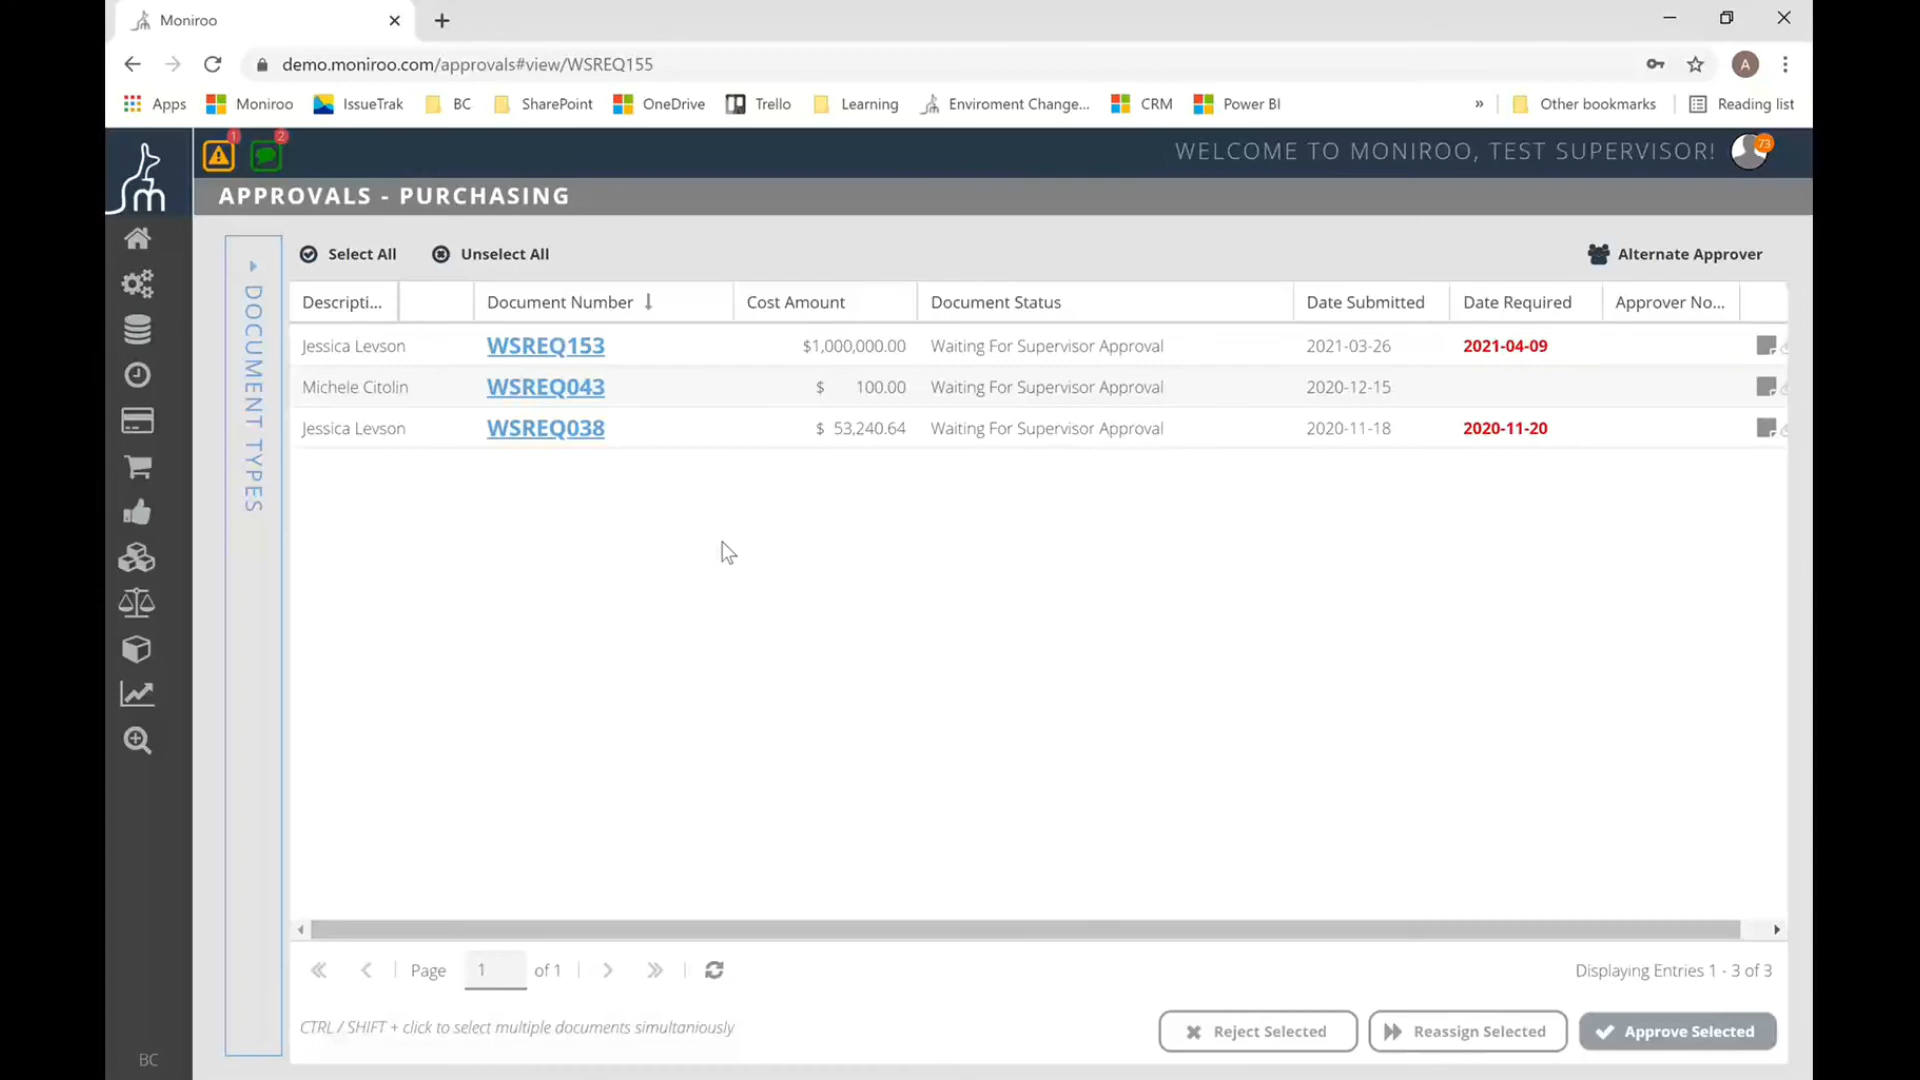 Moniroo
demo.moniroo.com/approvals#view/WSREQ155
A
Apps Moniroo IssueTrak BC SharePoint OneDrive Trello Learning Enviroment Change... CRM Power BI » Other bookmarks Reading list
1 2
WELCOME TO MONIROO, TEST SUPERVISOR! 73
APPROVALS - PURCHASING
DOCUMENT TYPES
Select All Unselect All Alternate Approver
Descripti... Document Number Cost Amount Document Status Date Submitted Date Required Approver No...
Jessica Levson WSREQ153 $1,000,000.00 Waiting For Supervisor Approval 2021-03-26 2021-04-09
Michele Citolin WSREQ043 $ 100.00 Waiting For Supervisor Approval 2020-12-15
Jessica Levson WSREQ038 $ 53,240.64 Waiting For Supervisor Approval 2020-11-18 2020-11-20
Page 1 of 1 Displaying Entries 1 - 3 of 3
CTRL / SHIFT + click to select multiple documents simultaniously
Reject Selected Reassign Selected Approve Selected
BC